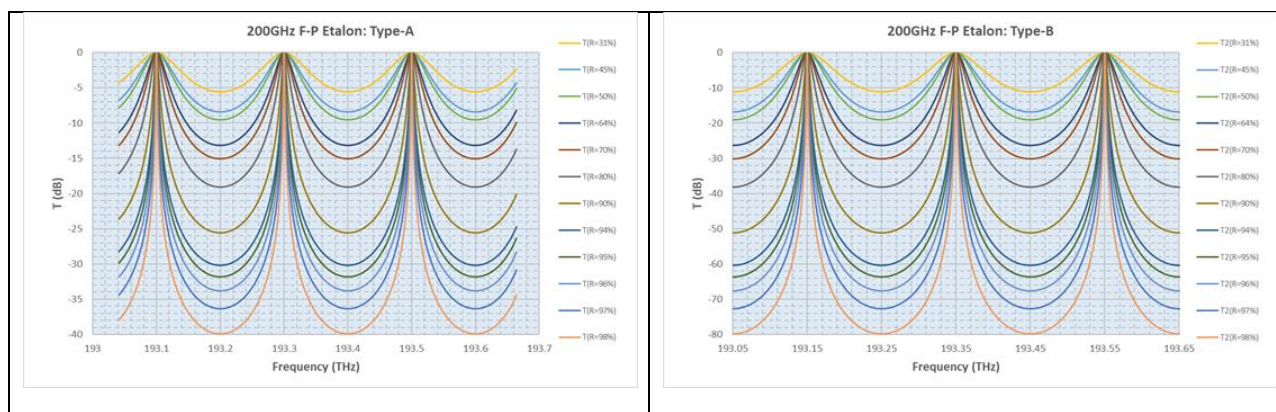 200GHz F-P Etalon: Type-A
T (dB)
0
-5
-10
-15
-20
-25
-30
-35
-40
193
193.1
193.2
193.3
193.4
193.5
193.6
193.7
Frequency (THz)
T(R=31%)
T(R=45%)
T(R=50%)
T(R=64%)
T(R=70%)
T(R=80%)
T(R=90%)
T(R=94%)
T(R=95%)
T(R=96%)
T(R=97%)
T(R=98%)
200GHz F-P Etalon: Type-B
T (dB)
0
-10
-20
-30
-40
-50
-60
-70
-80
193.05
193.15
193.25
193.35
193.45
193.55
193.65
Frequency (THz)
T2(R=31%)
T2(R=45%)
T2(R=50%)
T2(R=64%)
T2(R=70%)
T2(R=80%)
T2(R=90%)
T2(R=94%)
T2(R=95%)
T2(R=96%)
T2(R=97%)
T2(R=98%)